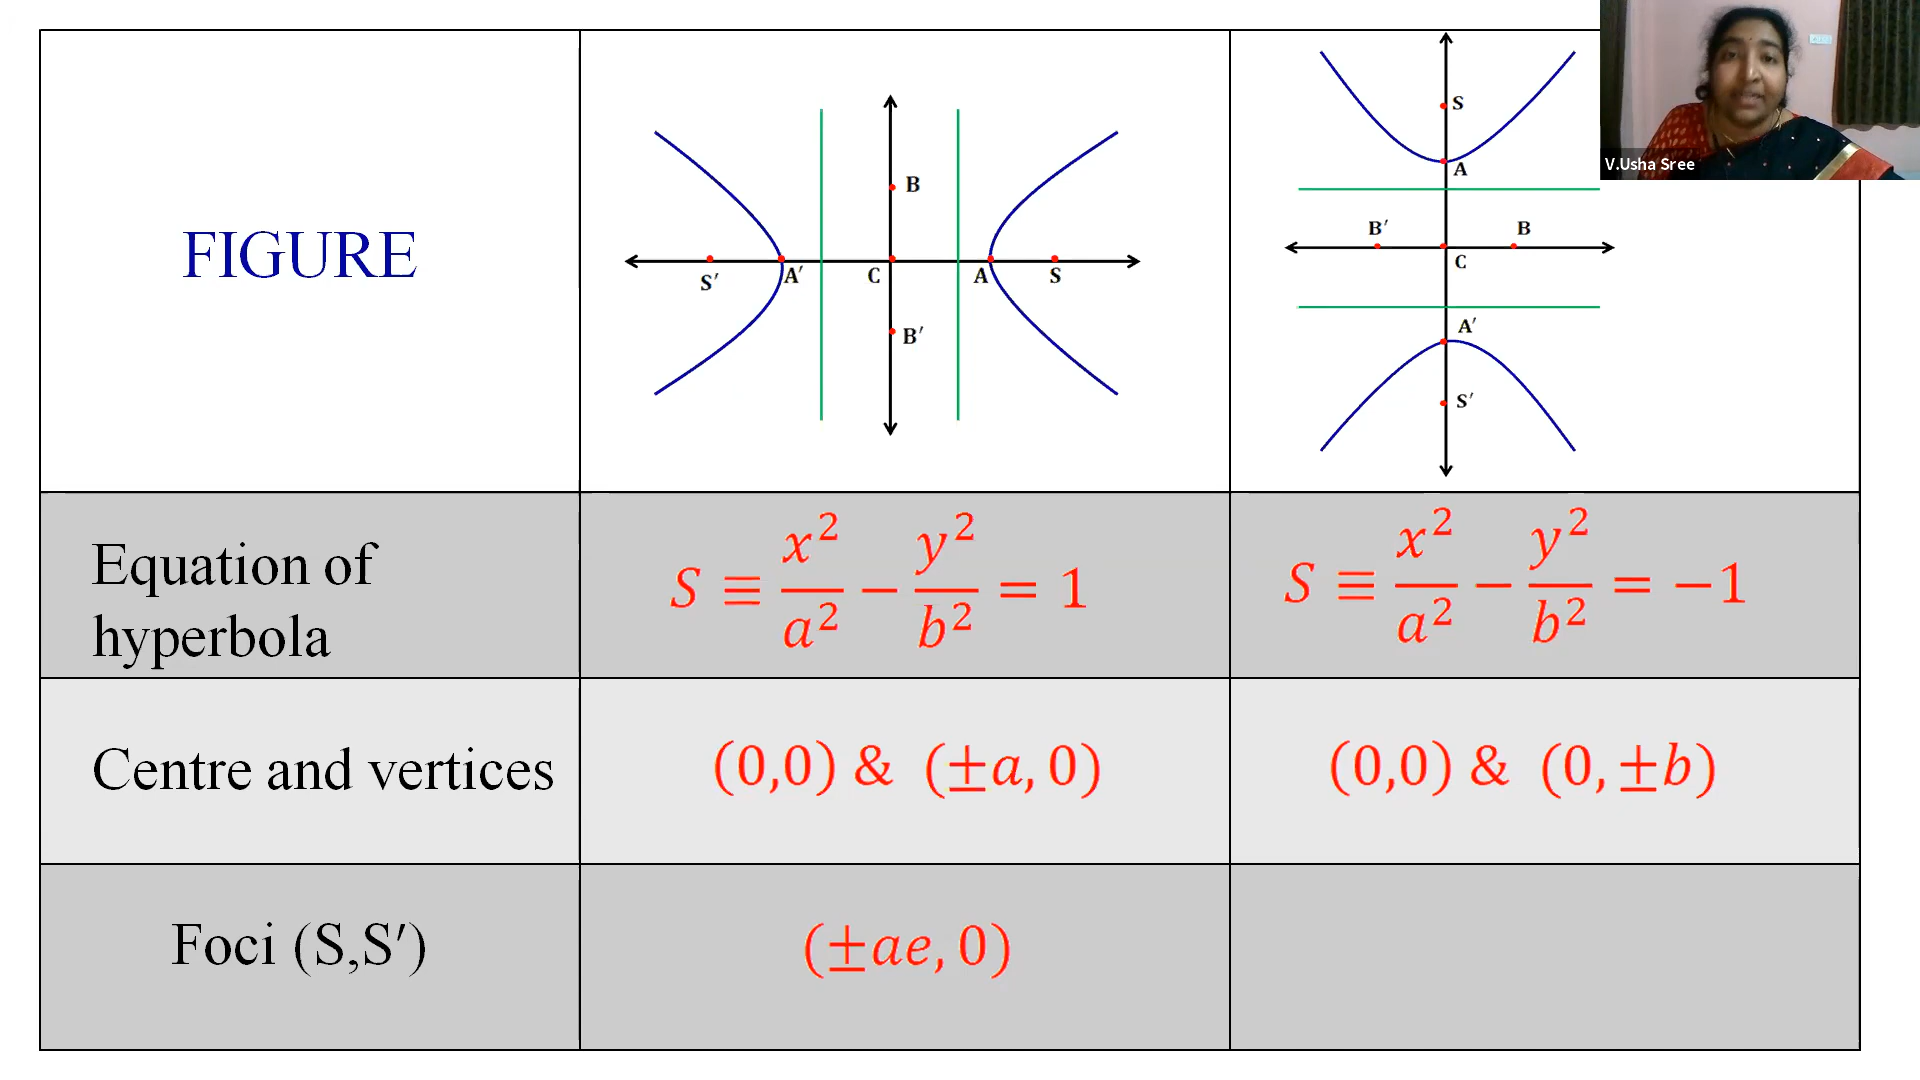 V.Usha Sree
FIGURE
B
S′ A′ C A S
B′
S
A
B′ B
C
A′
S′
Equation of
hyperbola
S ≡ x²/a² − y²/b² = 1
S ≡ x²/a² − y²/b² = −1
Centre and vertices
(0,0) & (±a, 0)
(0,0) & (0, ±b)
Foci (S,S′)
(±ae, 0)